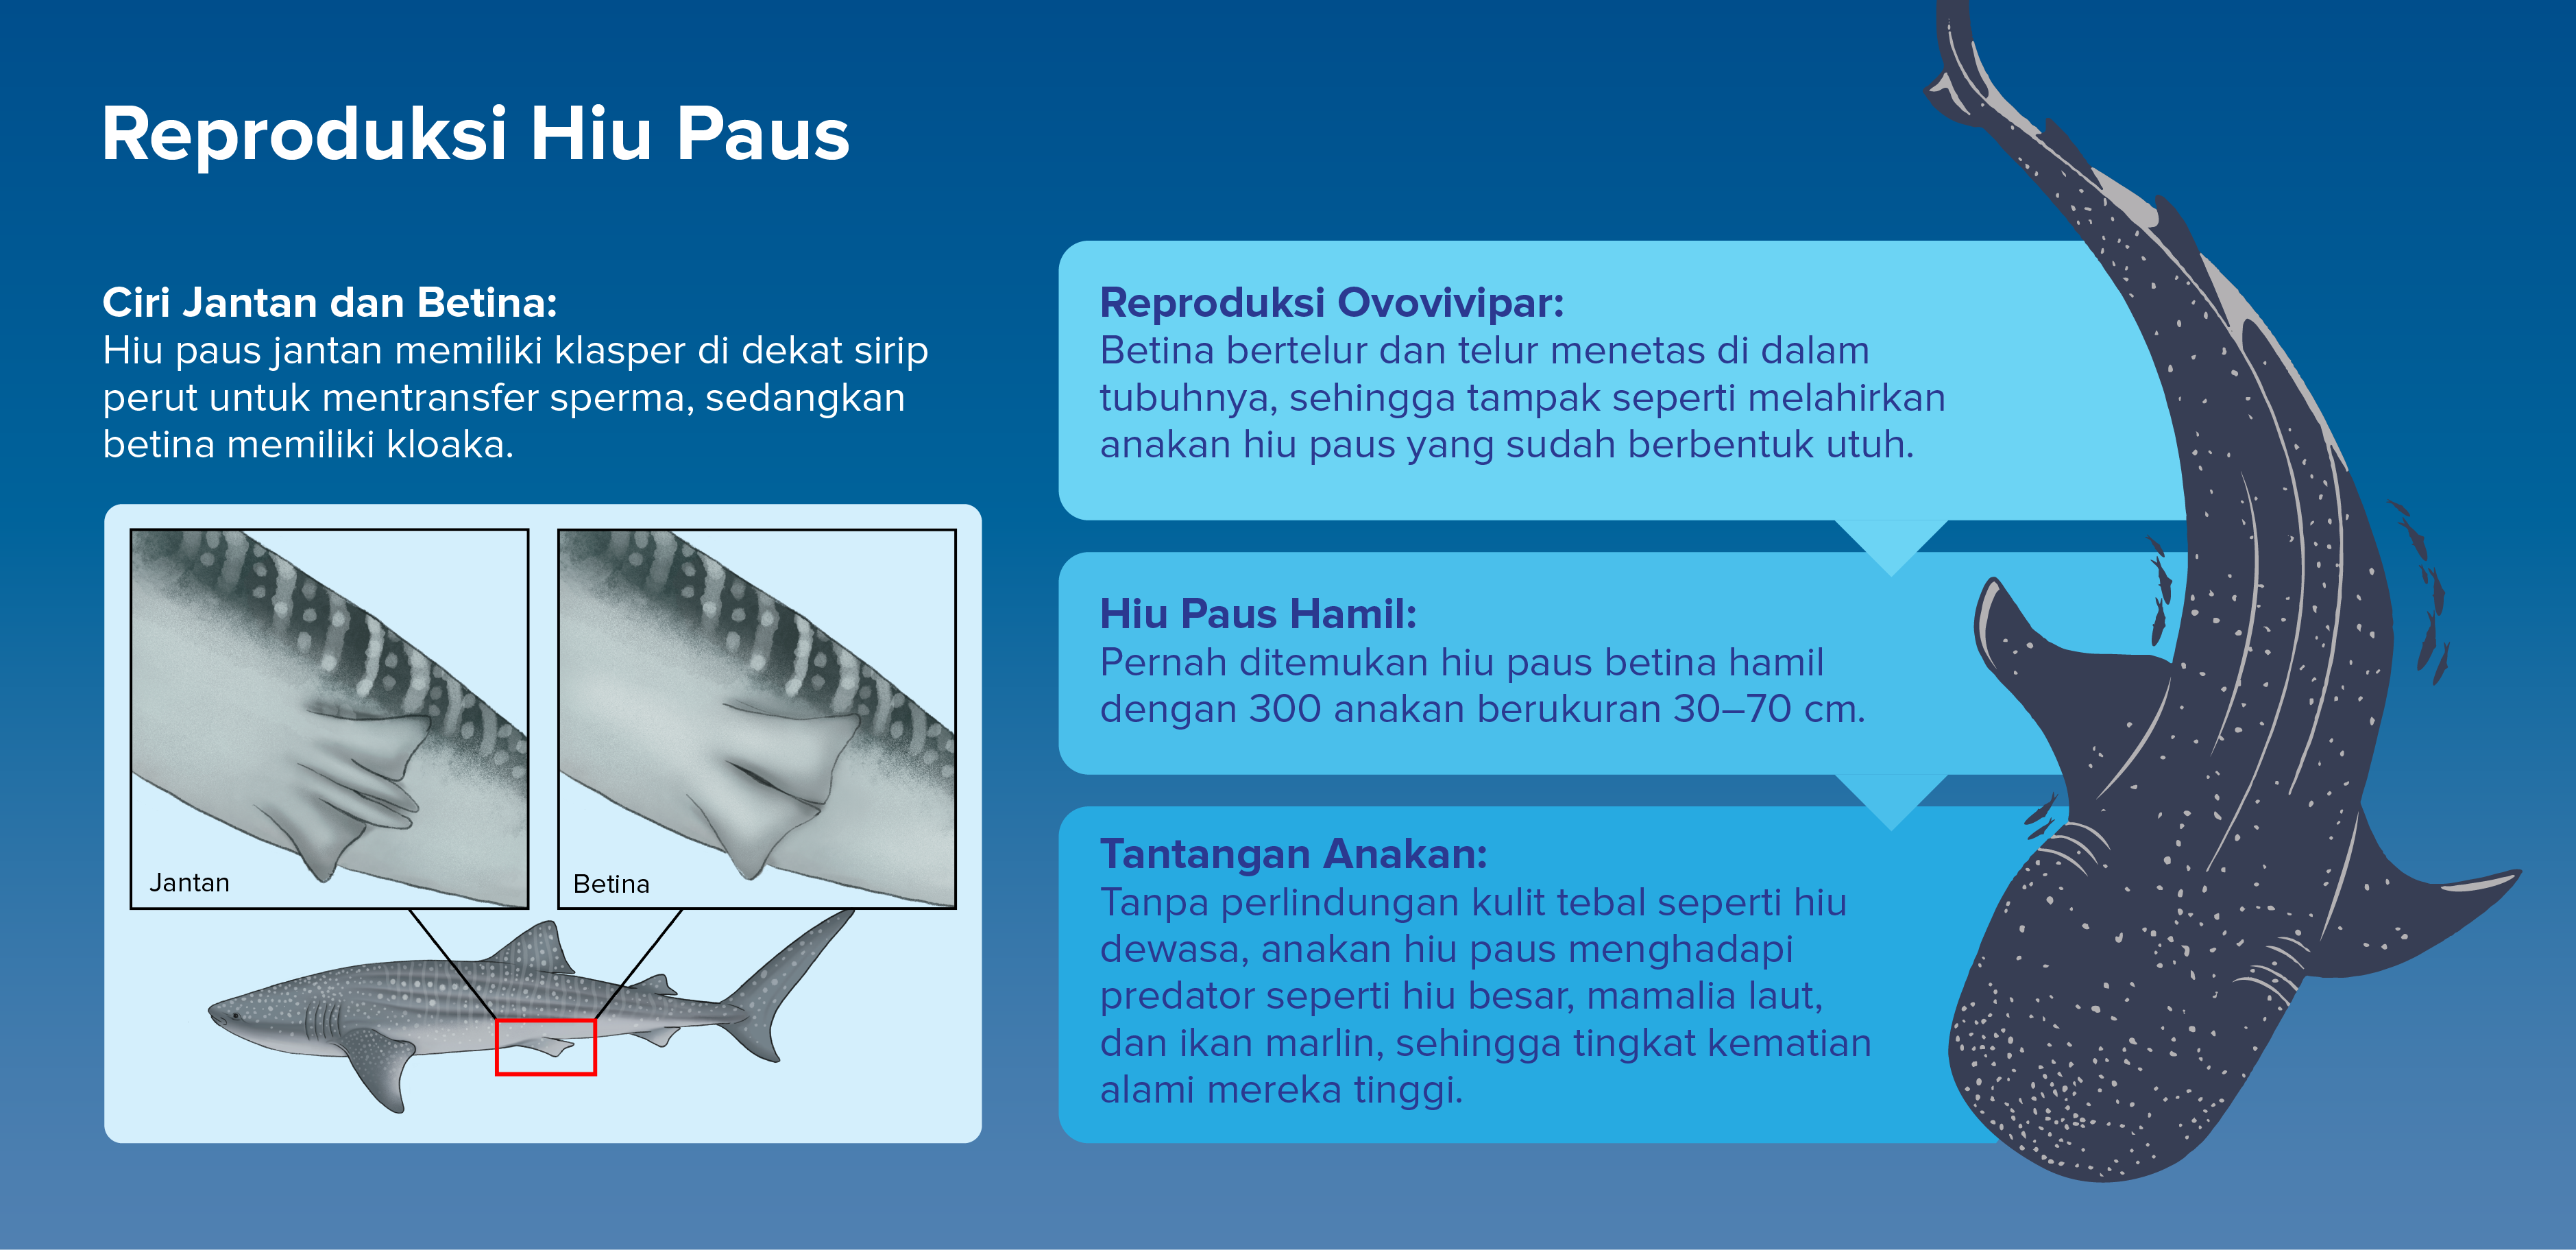 Reproduksi Hiu Paus
Ciri Jantan dan Betina:
Hiu paus jantan memiliki klasper di dekat sirip
perut untuk mentransfer sperma, sedangkan
betina memiliki kloaka.
Jantan
Betina
Reproduksi Ovovivipar:
Betina bertelur dan telur menetas di dalam
tubuhnya, sehingga tampak seperti melahirkan
anakan hiu paus yang sudah berbentuk utuh.
Hiu Paus Hamil:
Pernah ditemukan hiu paus betina hamil
dengan 300 anakan berukuran 30–70 cm.
Tantangan Anakan:
Tanpa perlindungan kulit tebal seperti hiu
dewasa, anakan hiu paus menghadapi
predator seperti hiu besar, mamalia laut,
dan ikan marlin, sehingga tingkat kematian
alami mereka tinggi.